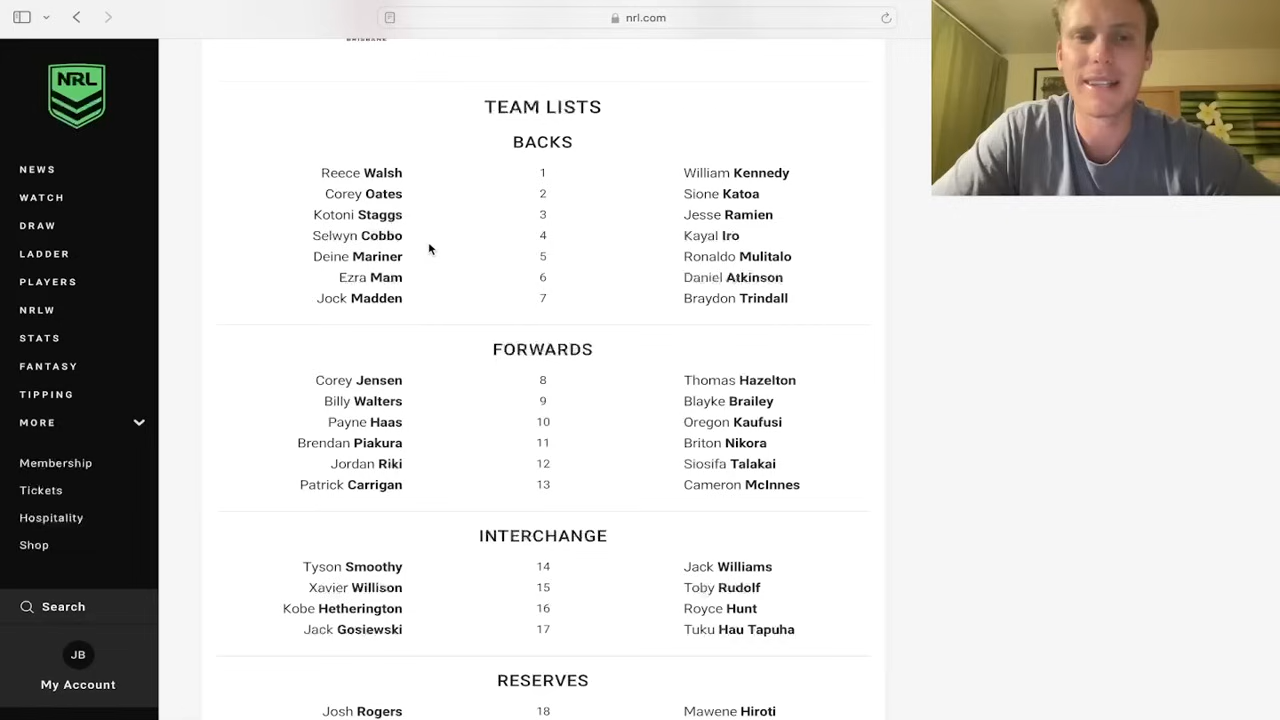 nrl.com
BRISBANE
NRL
NEWS
WATCH
DRAW
LADDER
PLAYERS
NRLW
STATS
FANTASY
TIPPING
MORE
Membership
Tickets
Hospitality
Shop
Search
JB
My Account
TEAM LISTS
BACKS
Reece Walsh 1 William Kennedy
Corey Oates 2 Sione Katoa
Kotoni Staggs 3 Jesse Ramien
Selwyn Cobbo 4 Kayal Iro
Deine Mariner 5 Ronaldo Mulitalo
Ezra Mam 6 Daniel Atkinson
Jock Madden 7 Braydon Trindall
FORWARDS
Corey Jensen 8 Thomas Hazelton
Billy Walters 9 Blayke Brailey
Payne Haas 10 Oregon Kaufusi
Brendan Piakura 11 Briton Nikora
Jordan Riki 12 Siosifa Talakai
Patrick Carrigan 13 Cameron McInnes
INTERCHANGE
Tyson Smoothy 14 Jack Williams
Xavier Willison 15 Toby Rudolf
Kobe Hetherington 16 Royce Hunt
Jack Gosiewski 17 Tuku Hau Tapuha
RESERVES
Josh Rogers 18 Mawene Hiroti